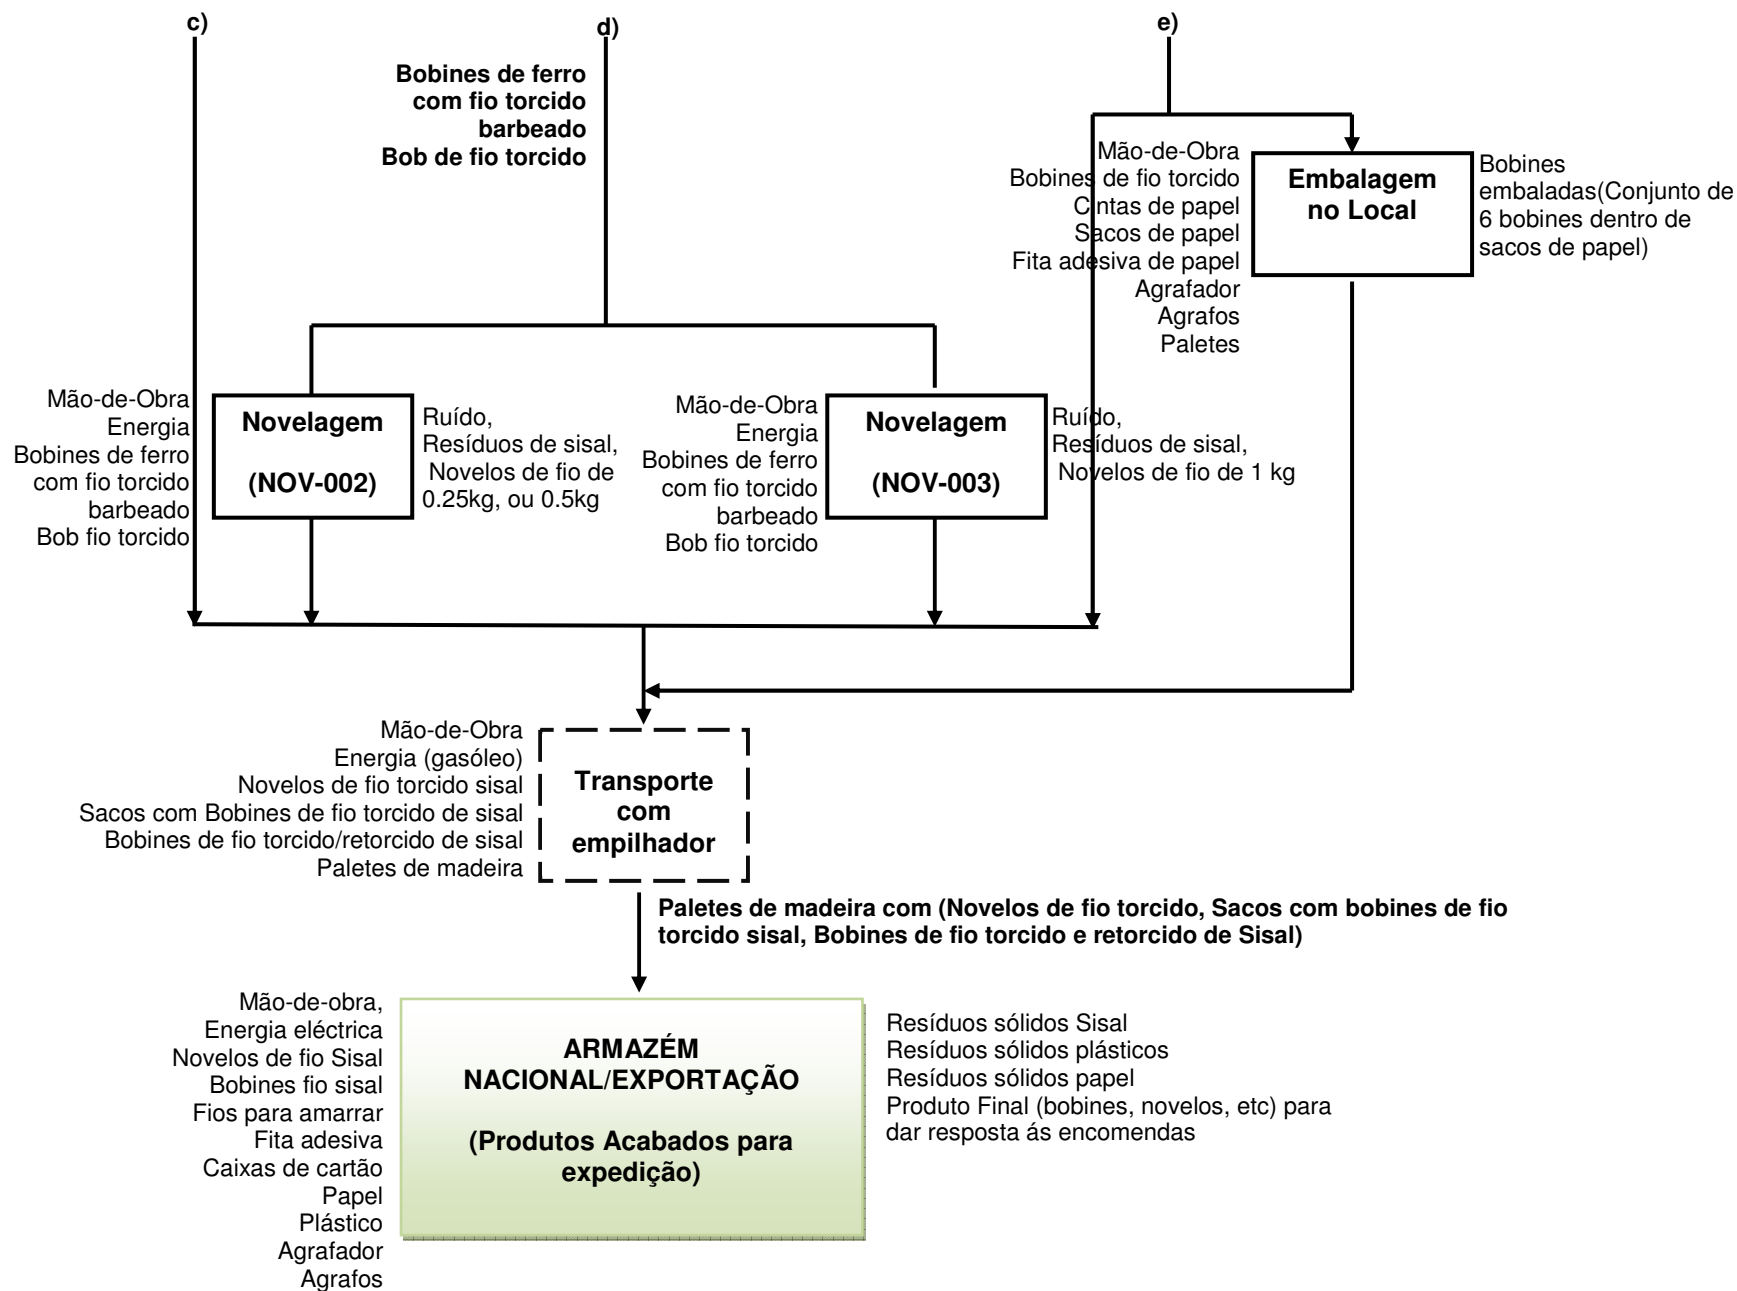 c)
d)
e)
Bobines de ferro
com fio torcido
barbeado
Bob de fio torcido
Mão-de-Obra
Bobines de fio torcido
Cintas de papel
Sacos de papel
Fita adesiva de papel
Agrafador
Agrafos
Paletes
Embalagem
no Local
Bobines
embaladas(Conjunto de
6 bobines dentro de
sacos de papel)
Mão-de-Obra
Energia
Bobines de ferro
com fio torcido
barbeado
Bob fio torcido
Novelagem
(NOV-002)
Ruído,
Resíduos de sisal,
Novelos de fio de
0.25kg, ou 0.5kg
Mão-de-Obra
Energia
Bobines de ferro
com fio torcido
barbeado
Bob fio torcido
Novelagem
(NOV-003)
Ruído,
Resíduos de sisal,
Novelos de fio de 1 kg
Mão-de-Obra
Energia (gasóleo)
Novelos de fio torcido sisal
Sacos com Bobines de fio torcido de sisal
Bobines de fio torcido/retorcido de sisal
Paletes de madeira
Transporte
com
empilhador
Paletes de madeira com (Novelos de fio torcido, Sacos com bobines de fio
torcido sisal, Bobines de fio torcido e retorcido de Sisal)
Mão-de-obra,
Energia eléctrica
Novelos de fio Sisal
Bobines fio sisal
Fios para amarrar
Fita adesiva
Caixas de cartão
Papel
Plástico
Agrafador
Agrafos
ARMAZÉM
NACIONAL/EXPORTAÇÃO
(Produtos Acabados para
expedição)
Resíduos sólidos Sisal
Resíduos sólidos plásticos
Resíduos sólidos papel
Produto Final (bobines, novelos, etc) para
dar resposta ás encomendas